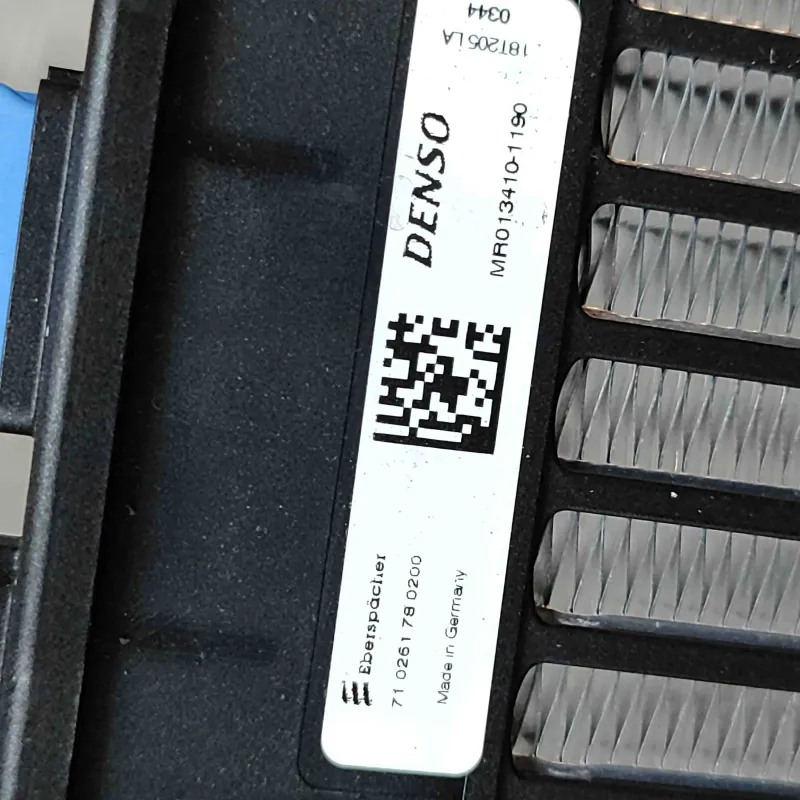 DENSO
MR013410-1190
Eberspächer
71 0261 78 0200
Made in Germany
18T205LA
0344